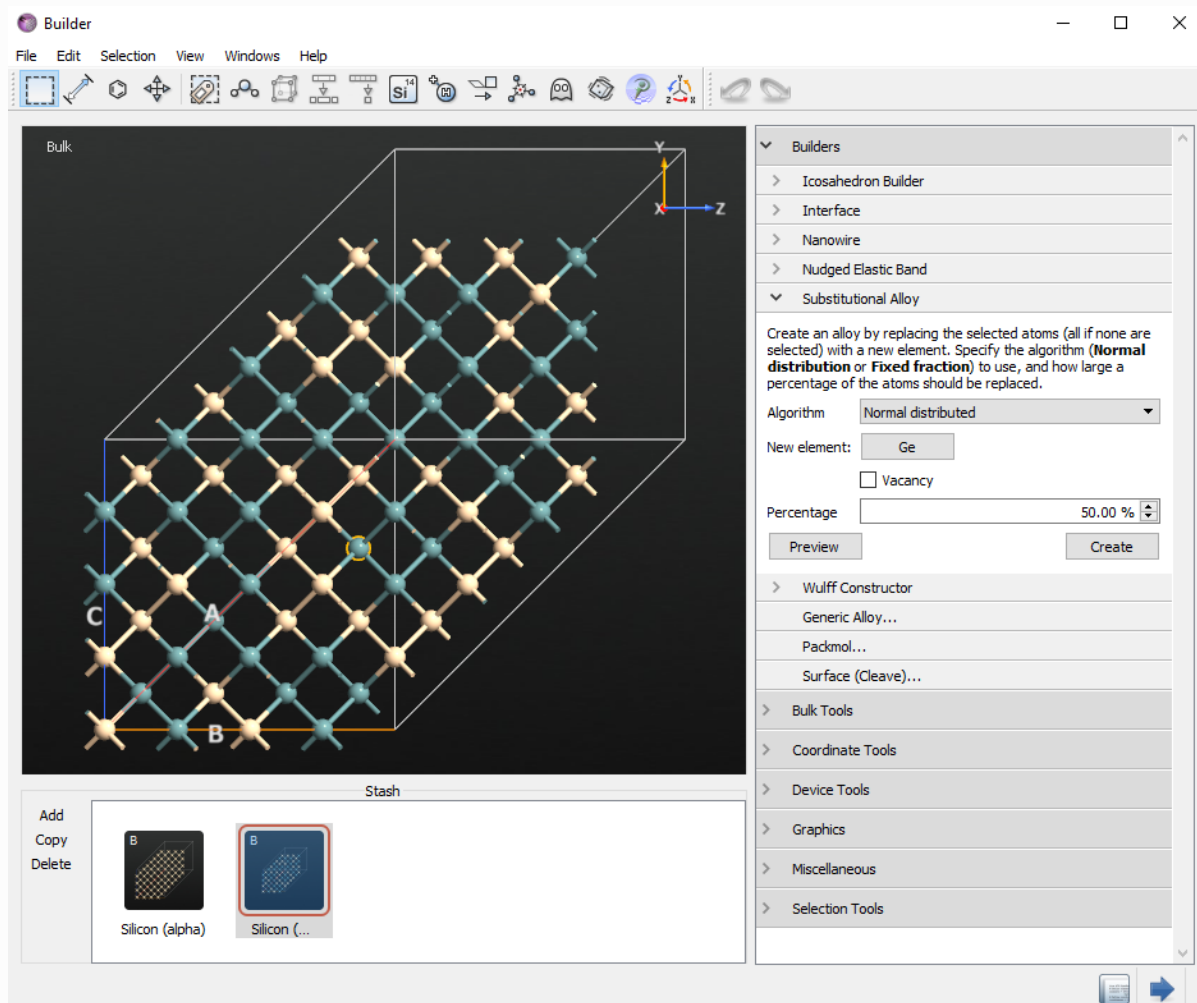 Builder
File Edit Selection View Windows Help
Si 14
H
Z Y X
Bulk
Y
X Z
C
A
B
Builders
Icosahedron Builder
Interface
Nanowire
Nudged Elastic Band
Substitutional Alloy
Create an alloy by replacing the selected atoms (all if none are
selected) with a new element. Specify the algorithm (Normal
distribution or Fixed fraction) to use, and how large a
percentage of the atoms should be replaced.
Algorithm Normal distributed
New element: Ge
Vacancy
Percentage 50.00 %
Preview Create
Wulff Constructor
Generic Alloy...
Packmol...
Surface (Cleave)...
Bulk Tools
Coordinate Tools
Device Tools
Graphics
Miscellaneous
Selection Tools
Stash
Add
Copy
Delete
B
Silicon (alpha)
B
Silicon (...